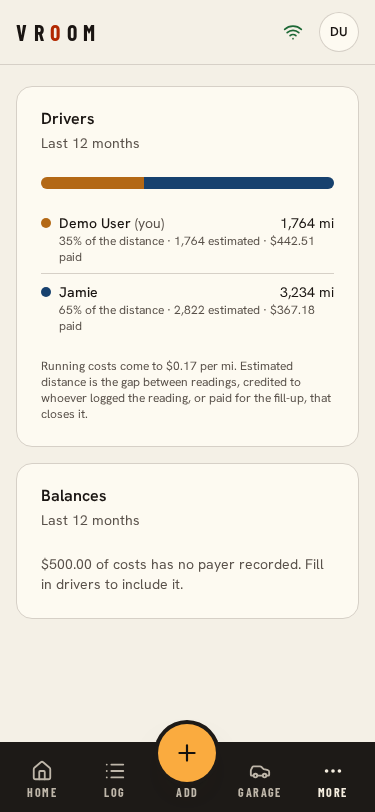 VROOM
DU
Drivers
Last 12 months
Demo User (you) 1,764 mi
35% of the distance · 1,764 estimated · $442.51
paid
Jamie 3,234 mi
65% of the distance · 2,822 estimated · $367.18
paid
Running costs come to $0.17 per mi. Estimated
distance is the gap between readings, credited to
whoever logged the reading, or paid for the fill-up, that
closes it.
Balances
Last 12 months
$500.00 of costs has no payer recorded. Fill
in drivers to include it.
HOME LOG ADD GARAGE MORE